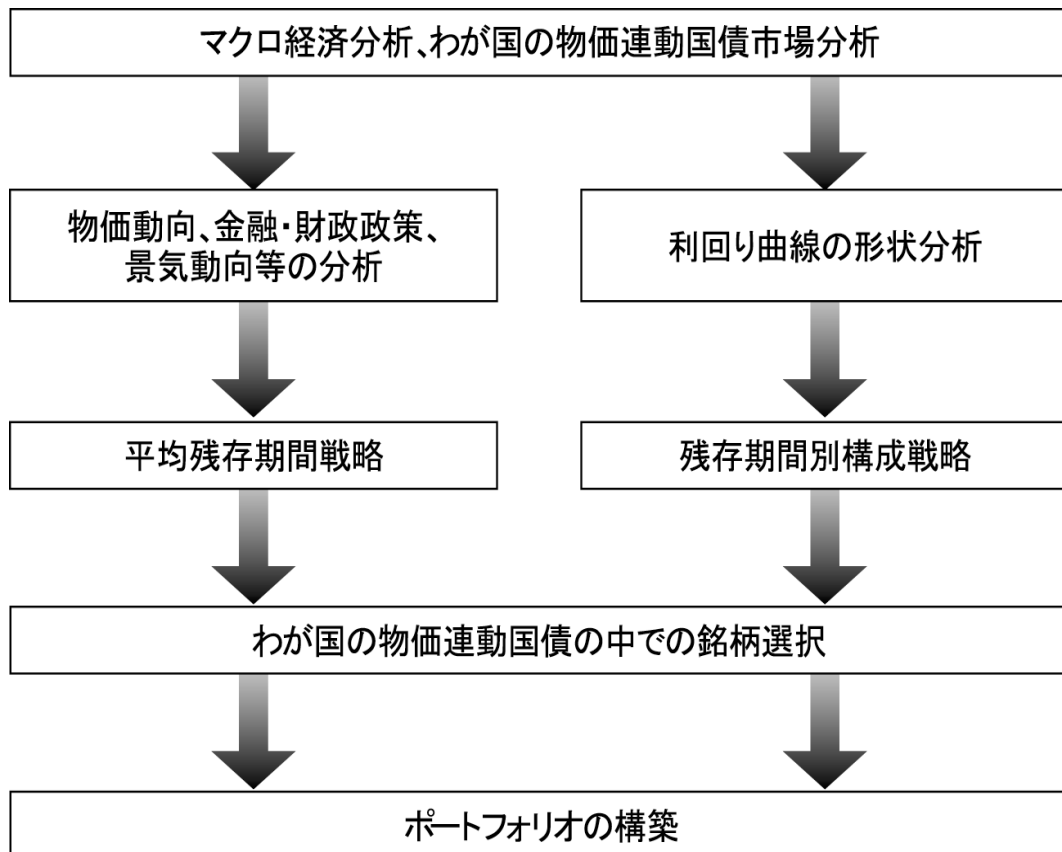 マクロ経済分析、わが国の物価連動国債市場分析
物価動向、金融・財政政策、
景気動向等の分析
利回り曲線の形状分析
平均残存期間戦略
残存期間別構成戦略
わが国の物価連動国債の中での銘柄選択
ポートフォリオの構築